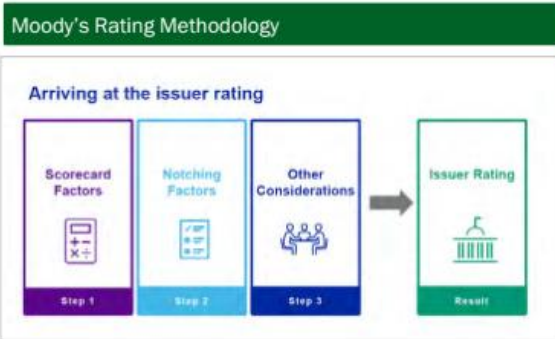 Moody's Rating Methodology
Arriving at the issuer rating
Scorecard
Factors
Step 1
Notching
Factors
Step 2
Other
Considerations
Step 3
Issuer Rating
Result